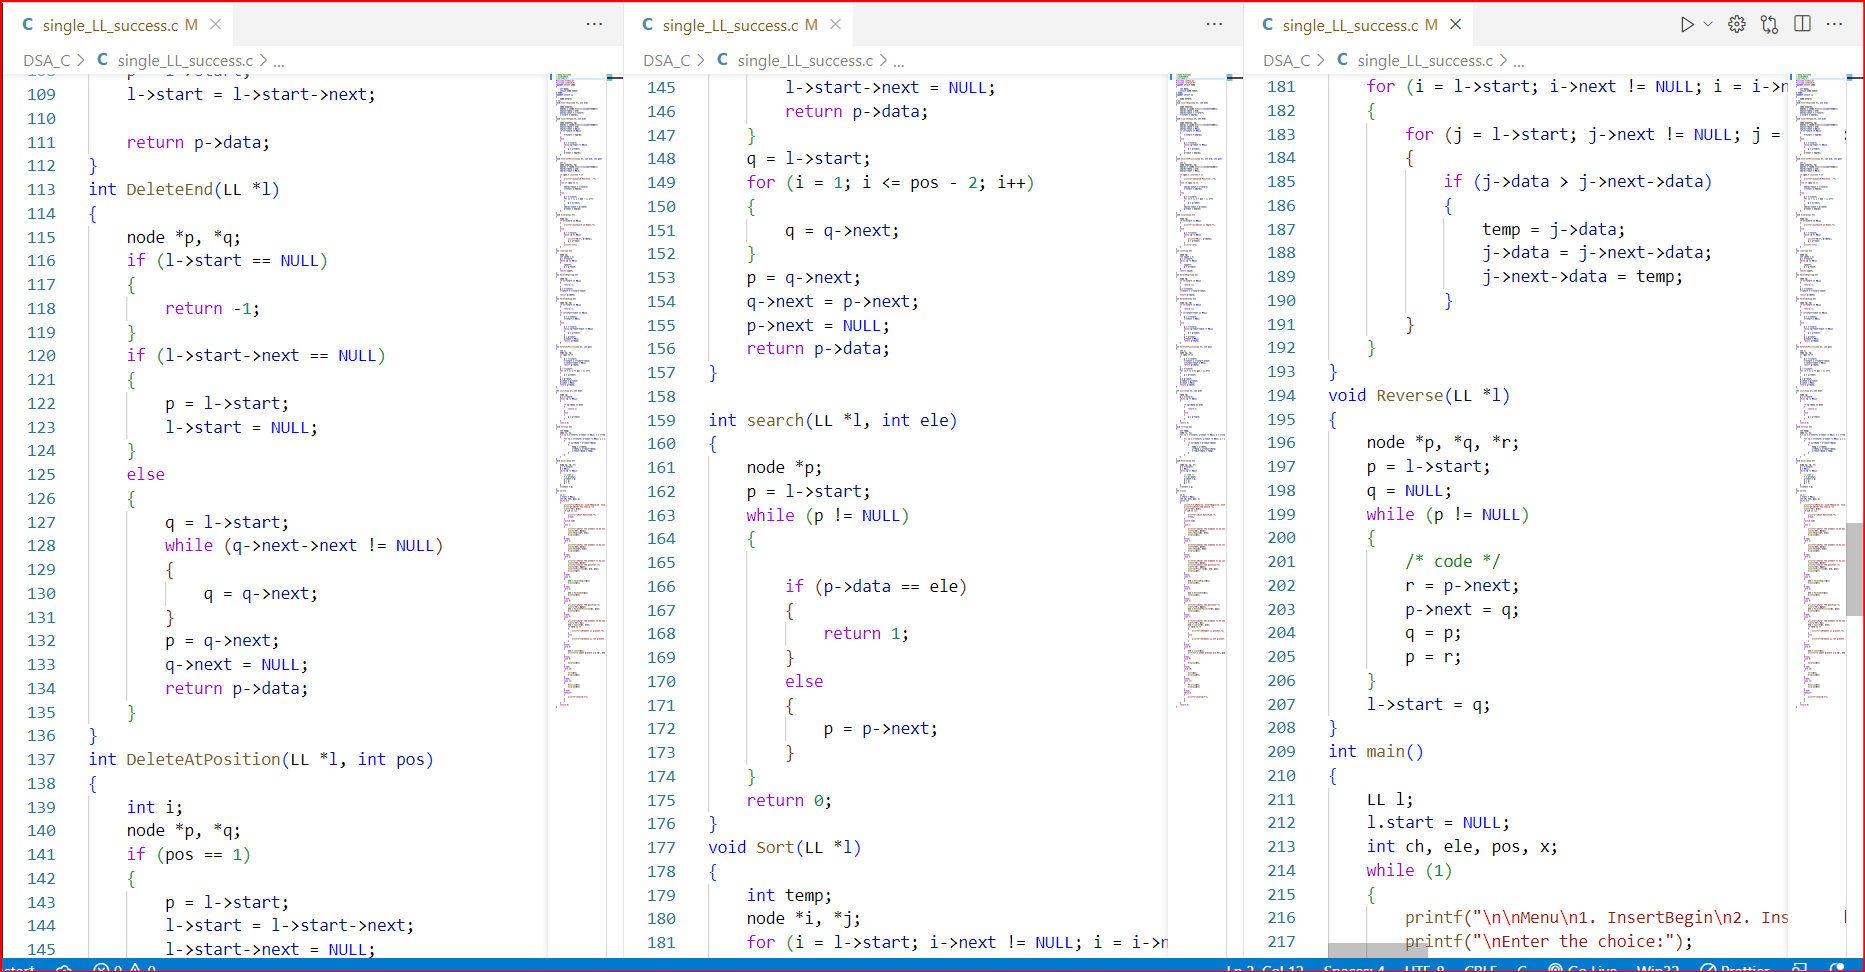 single_LL_success.c M
DSA_C > single_LL_success.c > ...
109 l->start = l->start->next;
110
111 return p->data;
112 }
113 int DeleteEnd(LL *l)
114 {
115 node *p, *q;
116 if (l->start == NULL)
117 {
118 return -1;
119 }
120 if (l->start->next == NULL)
121 {
122 p = l->start;
123 l->start = NULL;
124 }
125 else
126 {
127 q = l->start;
128 while (q->next->next != NULL)
129 {
130 q = q->next;
131 }
132 p = q->next;
133 q->next = NULL;
134 return p->data;
135 }
136 }
137 int DeleteAtPosition(LL *l, int pos)
138 {
139 int i;
140 node *p, *q;
141 if (pos == 1)
142 {
143 p = l->start;
144 l->start = l->start->next;
145 l->start->next = NULL;
single_LL_success.c M
DSA_C > single_LL_success.c > ...
145 l->start->next = NULL;
146 return p->data;
147 }
148 q = l->start;
149 for (i = 1; i <= pos - 2; i++)
150 {
151 q = q->next;
152 }
153 p = q->next;
154 q->next = p->next;
155 p->next = NULL;
156 return p->data;
157 }
158
159 int search(LL *l, int ele)
160 {
161 node *p;
162 p = l->start;
163 while (p != NULL)
164 {
165
166 if (p->data == ele)
167 {
168 return 1;
169 }
170 else
171 {
172 p = p->next;
173 }
174 }
175 return 0;
176 }
177 void Sort(LL *l)
178 {
179 int temp;
180 node *i, *j;
181 for (i = l->start; i->next != NULL; i = i->n
single_LL_success.c M
DSA_C > single_LL_success.c > ...
181 for (i = l->start; i->next != NULL; i = i->n
182 {
183 for (j = l->start; j->next != NULL; j =
184 {
185 if (j->data > j->next->data)
186 {
187 temp = j->data;
188 j->data = j->next->data;
189 j->next->data = temp;
190 }
191 }
192 }
193 }
194 void Reverse(LL *l)
195 {
196 node *p, *q, *r;
197 p = l->start;
198 q = NULL;
199 while (p != NULL)
200 {
201 /* code */
202 r = p->next;
203 p->next = q;
204 q = p;
205 p = r;
206 }
207 l->start = q;
208 }
209 int main()
210 {
211 LL l;
212 l.start = NULL;
213 int ch, ele, pos, x;
214 while (1)
215 {
216 printf("\n\nMenu\n1. InsertBegin\n2. Ins
217 printf("\nEnter the choice:");